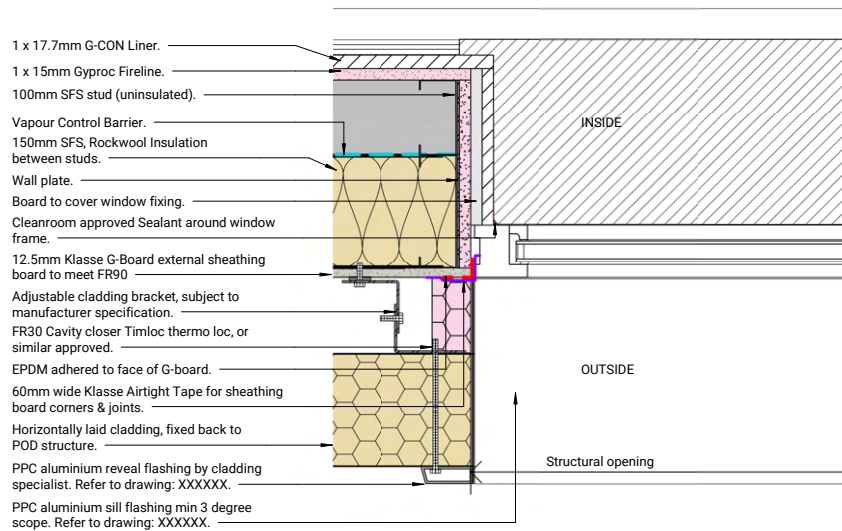 1 x 17.7mm G-CON Liner.
1 x 15mm Gyproc Fireline.
100mm SFS stud (uninsulated).
Vapour Control Barrier.
150mm SFS, Rockwool Insulation
between studs.
Wall plate.
Board to cover window fixing.
Cleanroom approved Sealant around window
frame.
12.5mm Klasse G-Board external sheathing
board to meet FR90
Adjustable cladding bracket, subject to
manufacturer specification.
FR30 Cavity closer Timloc thermo loc, or
similar approved.
EPDM adhered to face of G-board.
60mm wide Klasse Airtight Tape for sheathing
board corners & joints.
Horizontally laid cladding, fixed back to
POD structure.
PPC aluminium reveal flashing by cladding
specialist. Refer to drawing: XXXXXX.
PPC aluminium sill flashing min 3 degree
scope. Refer to drawing: XXXXXX.
INSIDE
OUTSIDE
Structural opening